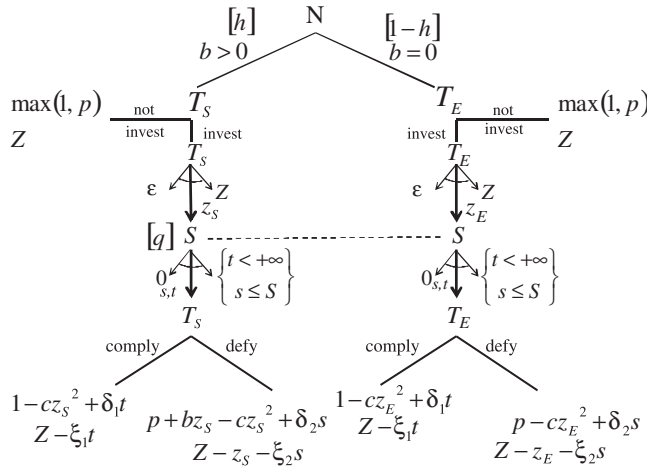 [h] N [1−h]
b > 0 b = 0
max(1, p) T_S T_E max(1, p)
not not
Z invest invest invest invest Z
T_S T_E
ε Z ε Z
z_S z_E
[q] S S
0 s,t { t < +∞ s ≤ S } 0 s,t { t < +∞ s ≤ S }
T_S T_E
comply defy comply defy
1 − cz_S² + δ₁t p + bz_S − cz_S² + δ₂s 1 − cz_E² + δ₁t p − cz_E² + δ₂s
Z − ξ₁t Z − z_S − ξ₂s Z − ξ₁t Z − z_E − ξ₂s